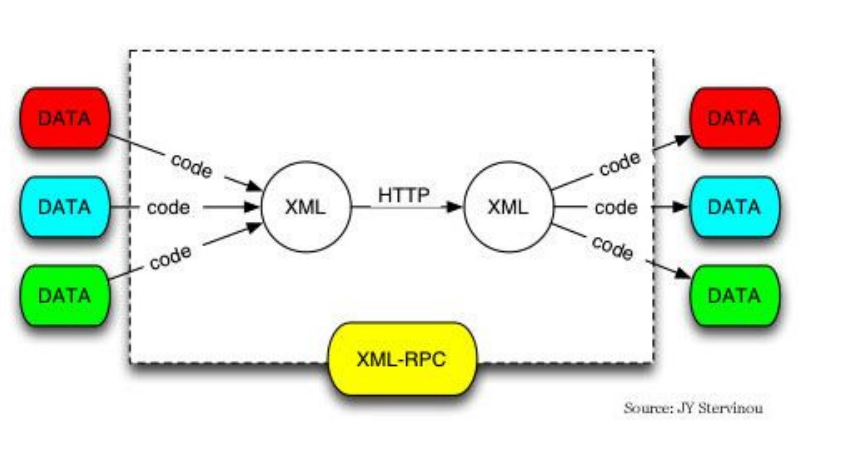 DATA
code
DATA
code
DATA
code
XML
HTTP
XML
code
DATA
code
DATA
code
DATA
XML-RPC
Source: JY Stervinou